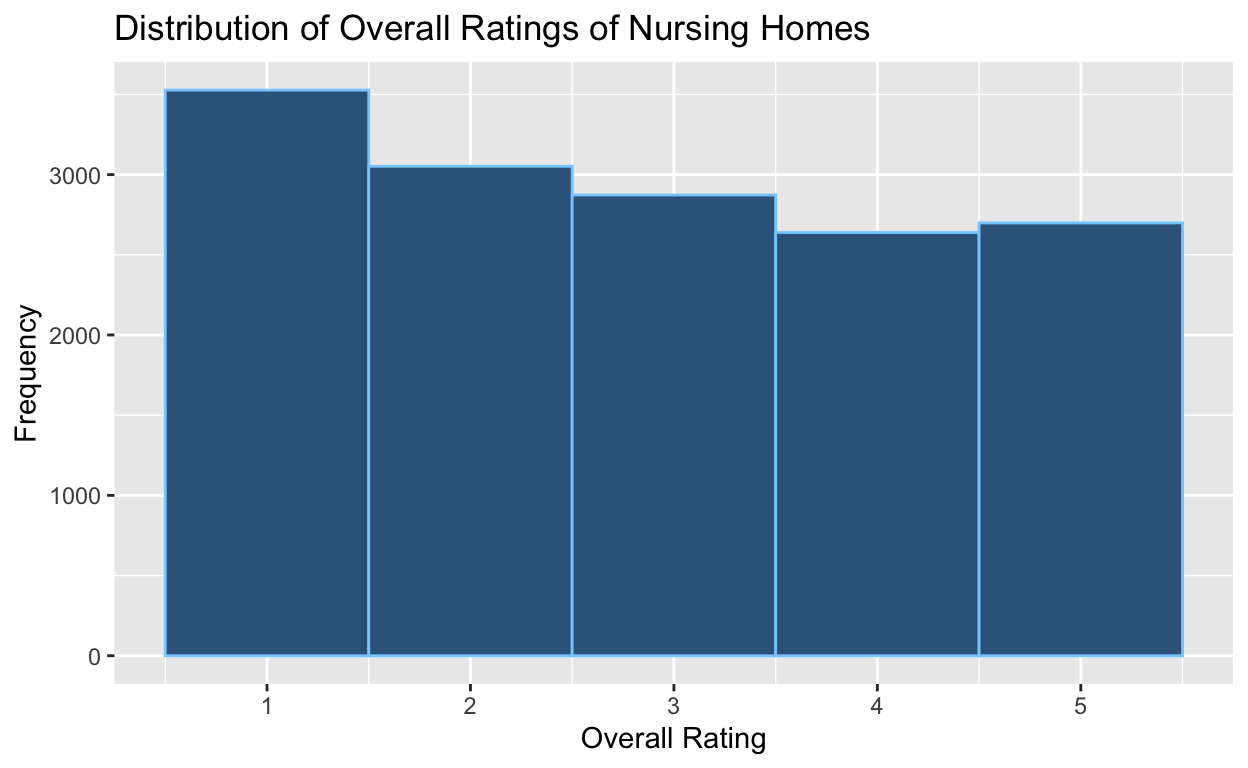 Distribution of Overall Ratings of Nursing Homes
Frequency
3000
2000
1000
0
1 2 3 4 5
Overall Rating